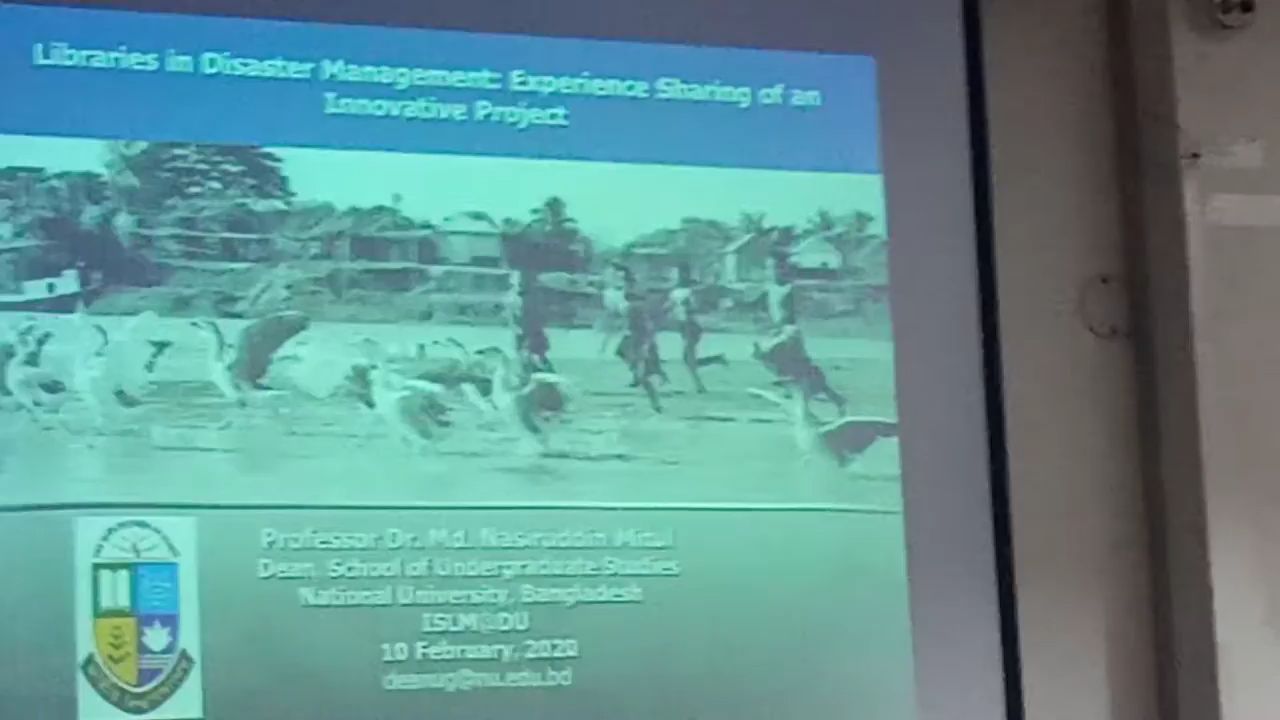 Libraries in Disaster Management: Experience Sharing of an
Innovative Project
Professor Dr. Md. Nasiruddin Mitul
Dean, School of Undergraduate Studies
National University, Bangladesh
ISLM@DU
10 February, 2020
deanug@nu.edu.bd